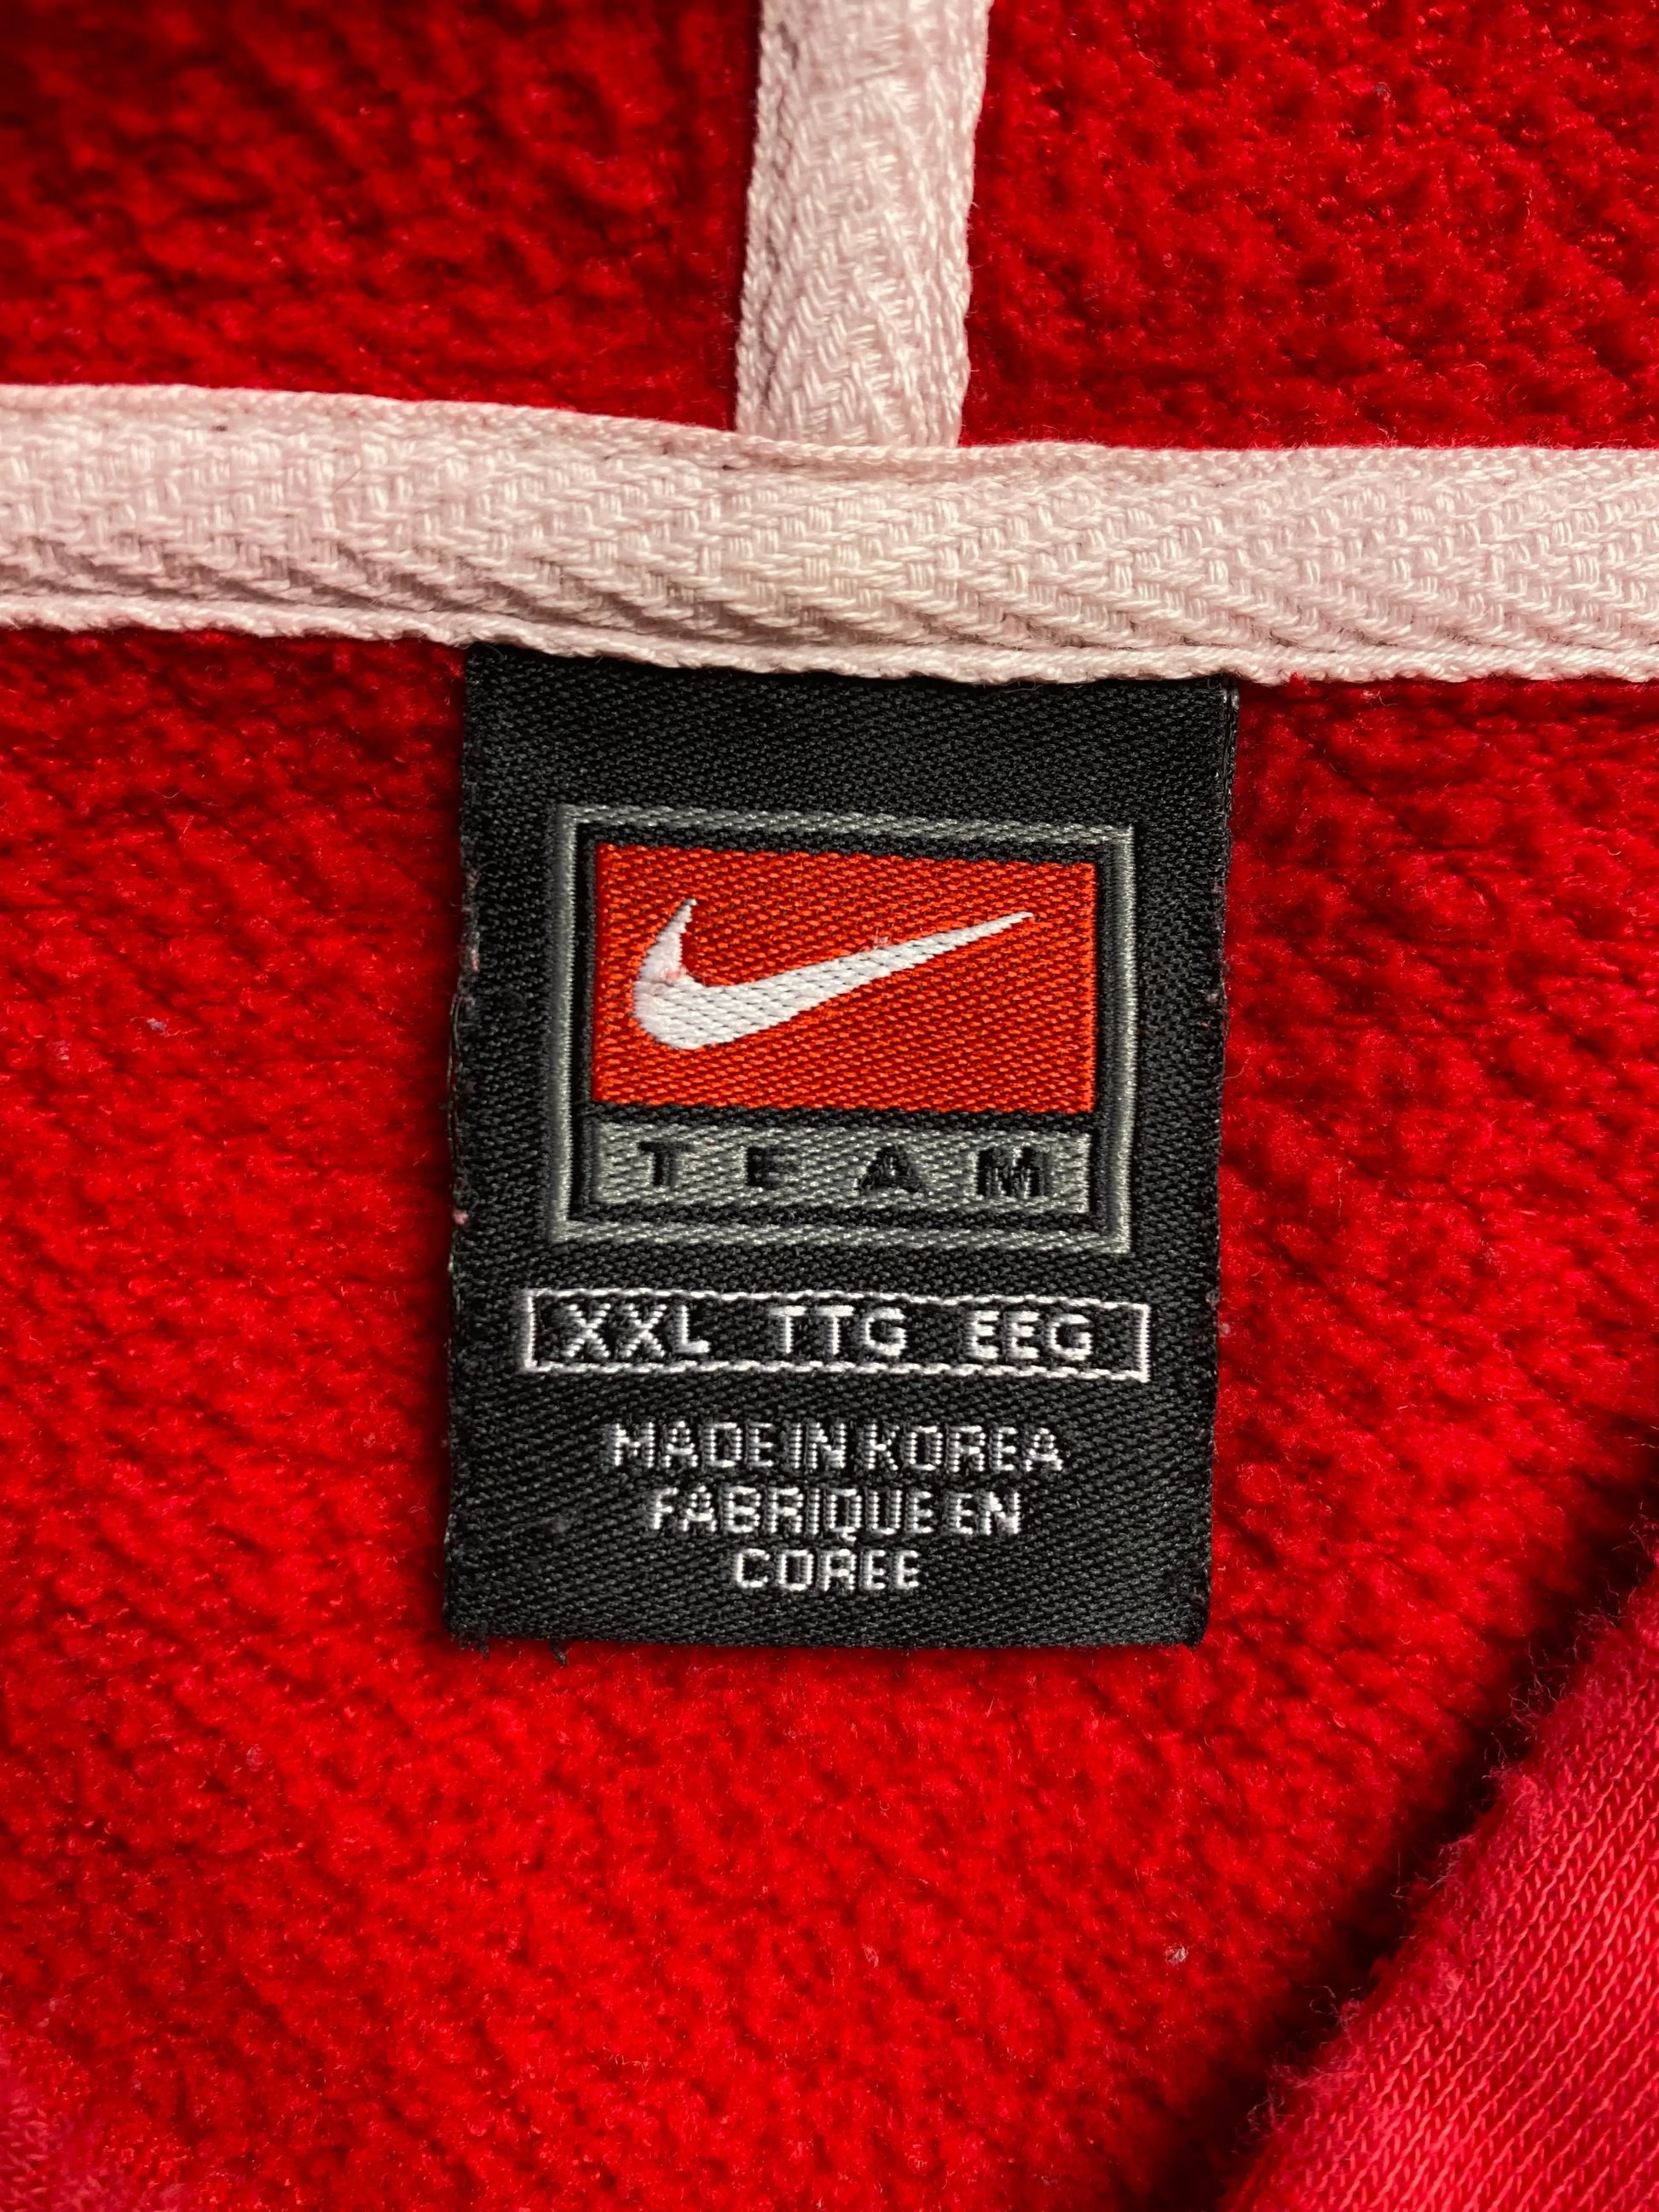 TEAM
XXL TTG EEG
MADE IN KOREA
FABRIQUE EN
COREE